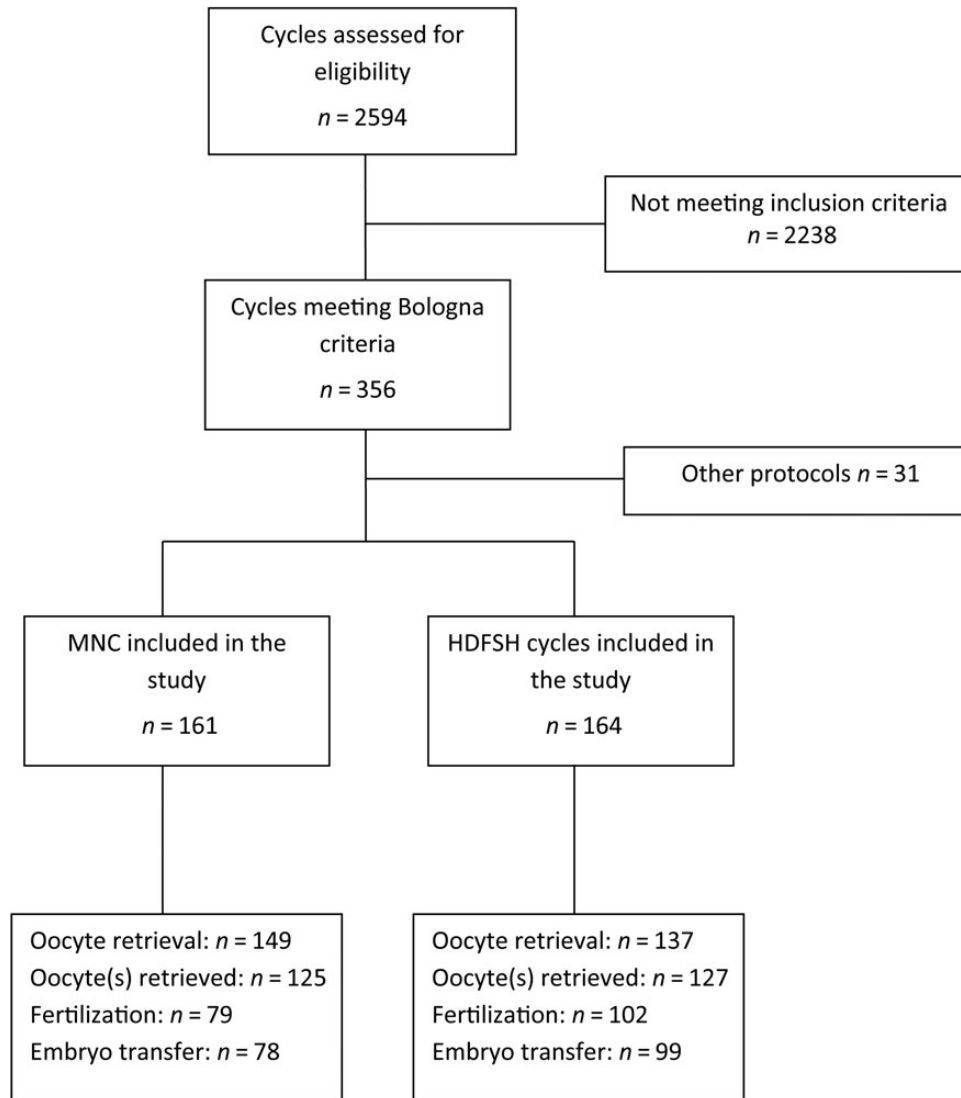 Cycles assessed for
eligibility
n = 2594
Not meeting inclusion criteria
n = 2238
Cycles meeting Bologna
criteria
n = 356
Other protocols n = 31
MNC included in the
study
n = 161
HDFSH cycles included in
the study
n = 164
Oocyte retrieval: n = 149
Oocyte(s) retrieved: n = 125
Fertilization: n = 79
Embryo transfer: n = 78
Oocyte retrieval: n = 137
Oocyte(s) retrieved: n = 127
Fertilization: n = 102
Embryo transfer: n = 99